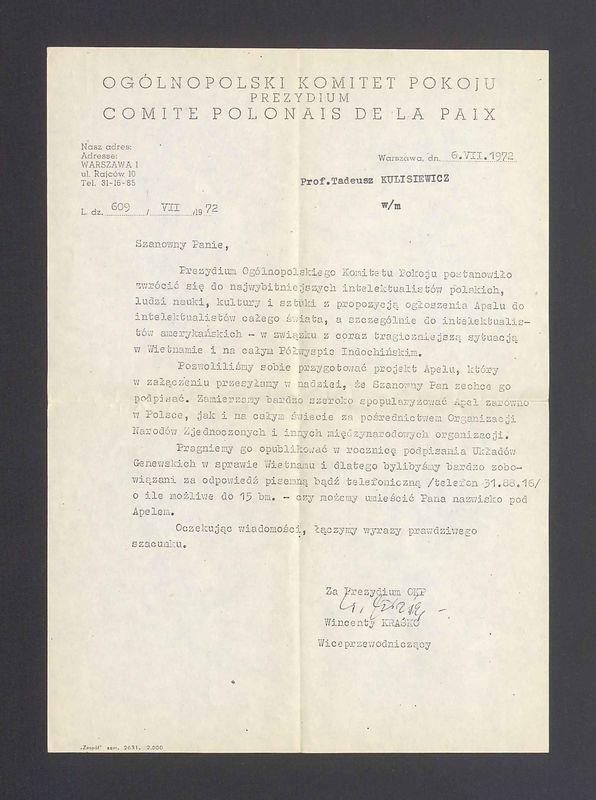 OGÓLNOPOLSKI KOMITET POKOJU
PREZYDIUM
COMITE POLONAIS DE LA PAIX
Nasz adres:
Adresse:
WARSZAWA 1
ul. Rajców 10
Tel. 31-16-85
Warszawa, dn. 6.VII.1972
Prof.Tadeusz KULISIEWICZ
w/m
L. dz. 609 / VII /1972
Szanowny Panie,
Prezydium Ogólnopolskiego Komitetu Pokoju postanowiło
zwrócić się do najwybitniejszych intelektualistów polskich,
ludzi nauki, kultury i sztuki z propozycją ogłoszenia Apelu do
intelektualistów całego świata, a szczególnie do intelektualis-
tów amerykańskich - w związku z coraz tragiczniejszą sytuacją
w Wietnamie i na całym Półwyspie Indochińskim.
Pozwoliliśmy sobie przygotować projekt Apelu, który
w załączeniu przesyłamy w nadziei, że Szanowny Pan zechce go
podpisać. Zamierzamy bardzo szeroko spopularyzować Apel zarówno
w Polsce, jak i na całym świecie za pośrednictwem Organizacji
Narodów Zjednoczonych i innych międzynarodowych organizacji.
Pragniemy go opublikować w rocznicę podpisania Układów
Genewskich w sprawie Wietnamu i dlatego bylibyśmy bardzo zobo-
wiązani za odpowiedź pisemną bądź telefoniczną /telefon 31.88.16/
o ile możliwe do 15 bm. - czy możemy umieścić Pana nazwisko pod
Apelem.
Oczekując wiadomości, łączymy wyrazy prawdziwego
szacunku.
Za Prezydium OKP
Wincenty KRAŚKO
Wiceprzewodniczący
„Zespół" zam. 2631. 2.000